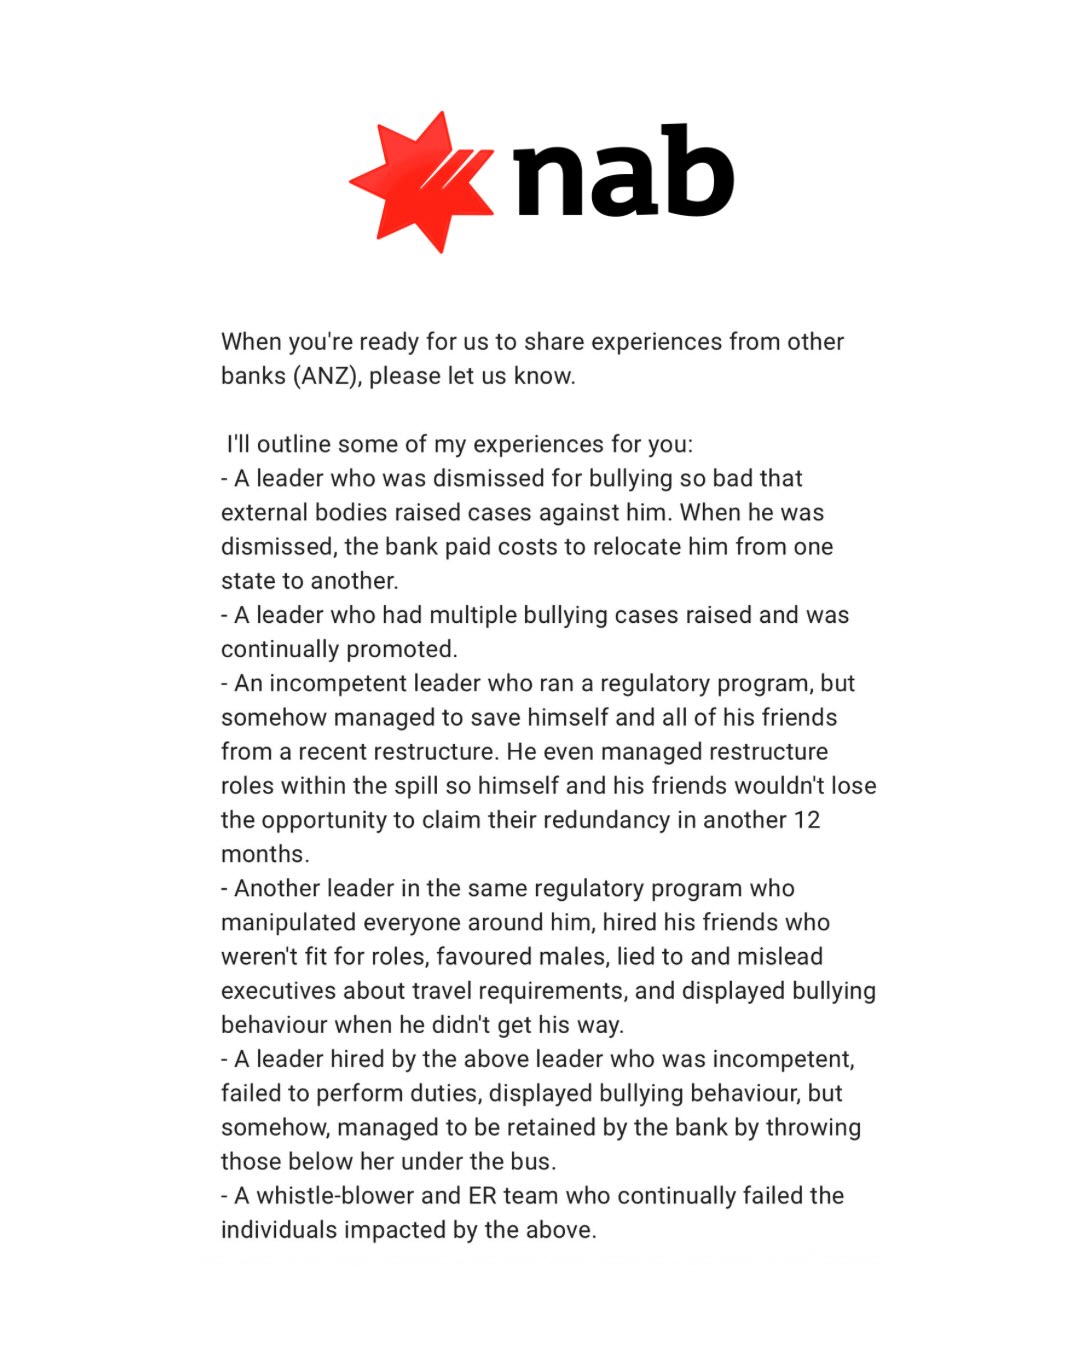 nab
When you're ready for us to share experiences from other
banks (ANZ), please let us know.
I'll outline some of my experiences for you:
- A leader who was dismissed for bullying so bad that
external bodies raised cases against him. When he was
dismissed, the bank paid costs to relocate him from one
state to another.
- A leader who had multiple bullying cases raised and was
continually promoted.
- An incompetent leader who ran a regulatory program, but
somehow managed to save himself and all of his friends
from a recent restructure. He even managed restructure
roles within the spill so himself and his friends wouldn't lose
the opportunity to claim their redundancy in another 12
months.
- Another leader in the same regulatory program who
manipulated everyone around him, hired his friends who
weren't fit for roles, favoured males, lied to and mislead
executives about travel requirements, and displayed bullying
behaviour when he didn't get his way.
- A leader hired by the above leader who was incompetent,
failed to perform duties, displayed bullying behaviour, but
somehow, managed to be retained by the bank by throwing
those below her under the bus.
- A whistle-blower and ER team who continually failed the
individuals impacted by the above.